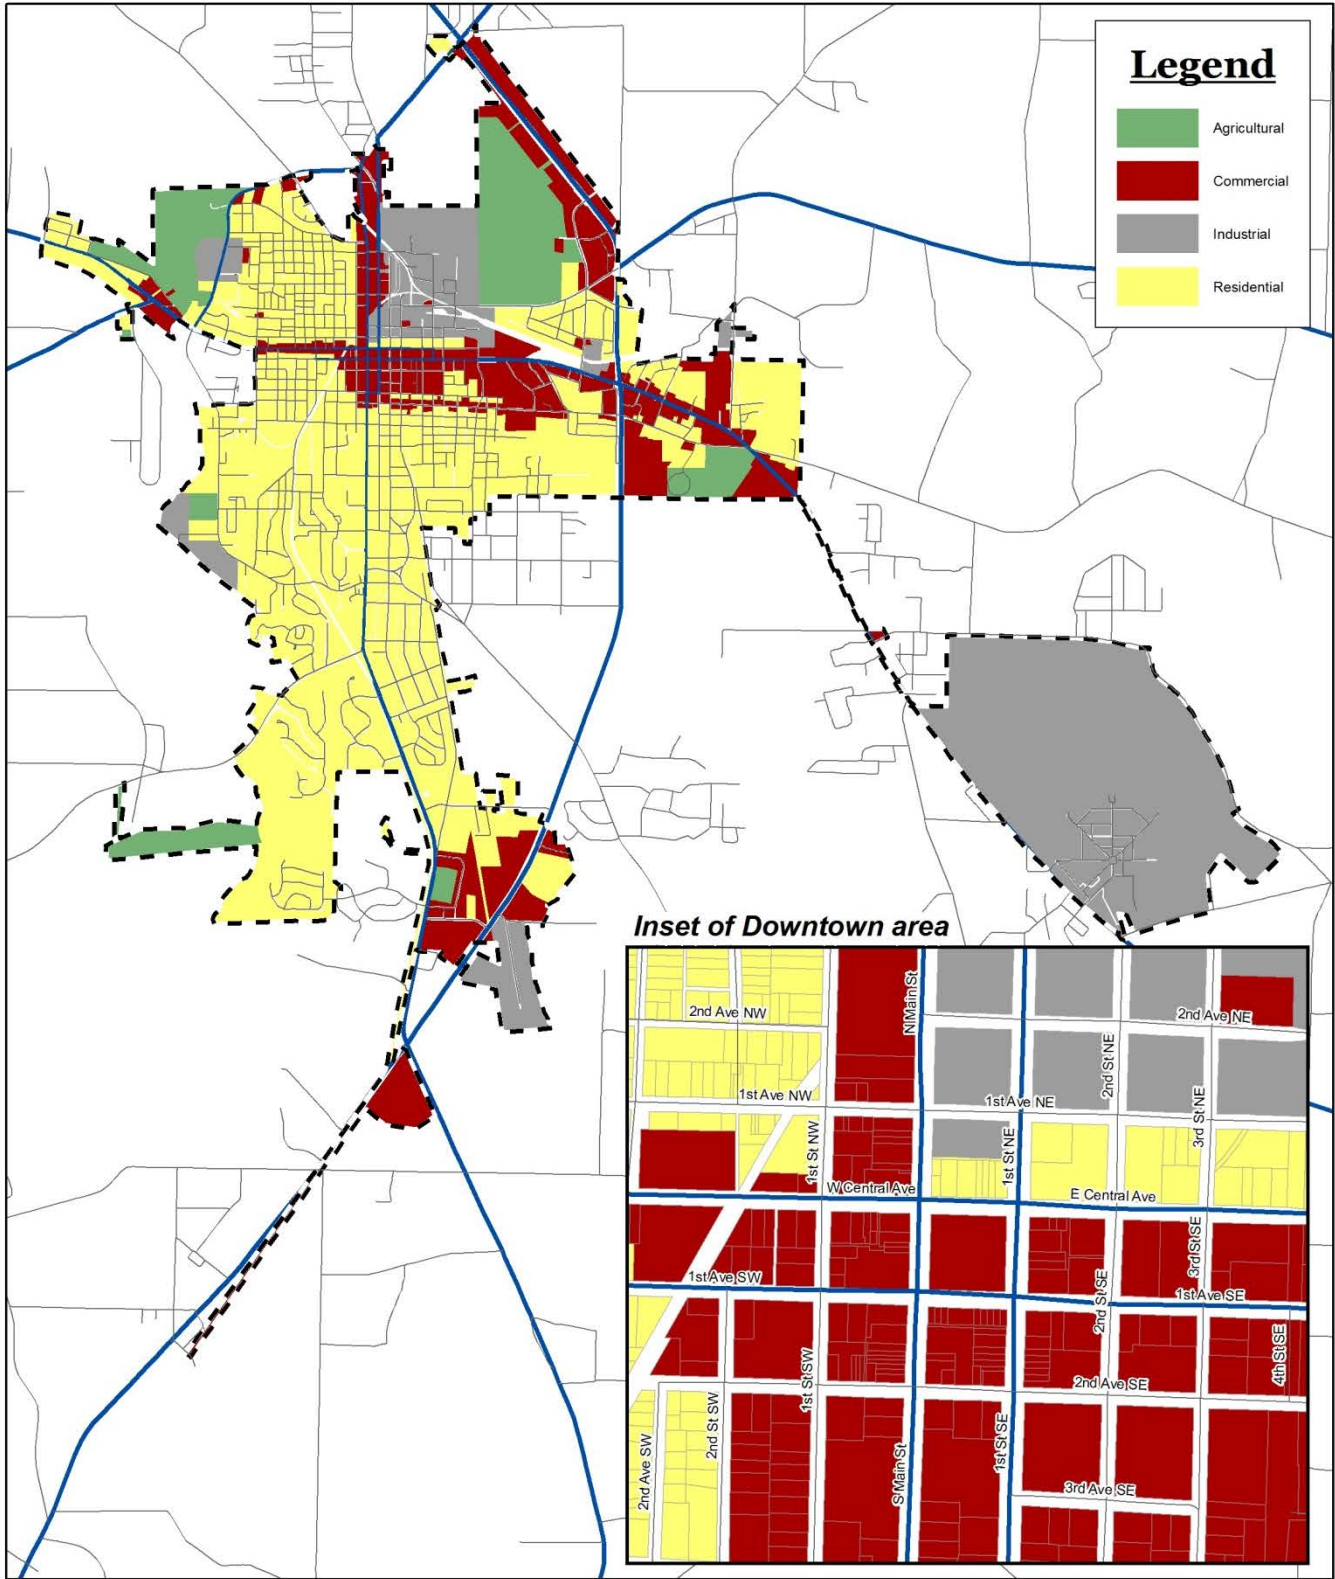 Legend
Agricultural
Commercial
Industrial
Residential
Inset of Downtown area
2nd Ave NW
N Main St
2nd Ave NE
2nd St NE
1st Ave NW
1st Ave NE
3rd St NE
1st St NW
1st St NE
W Central Ave
E Central Ave
3rd St SE
1st Ave SW
2nd St SE
1st Ave SE
4th St SE
1st St SW
2nd Ave SE
2nd St SW
2nd Ave SW
S Main St
1st St SE
3rd Ave SE